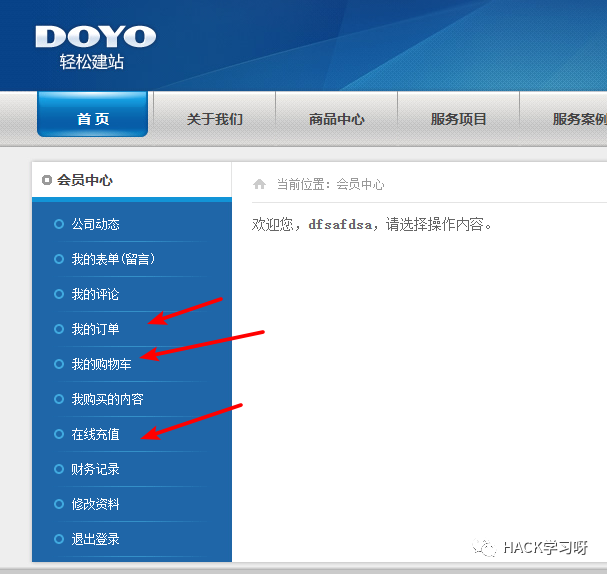 DOYO
轻松建站
首 页 关于我们 商品中心 服务项目 服务案例
会员中心
当前位置：会员中心
公司动态
欢迎您，dfsafdsa，请选择操作内容。
我的表单(留言)
我的评论
我的订单
我的购物车
我购买的内容
在线充值
财务记录
修改资料
退出登录
HACK学习呀